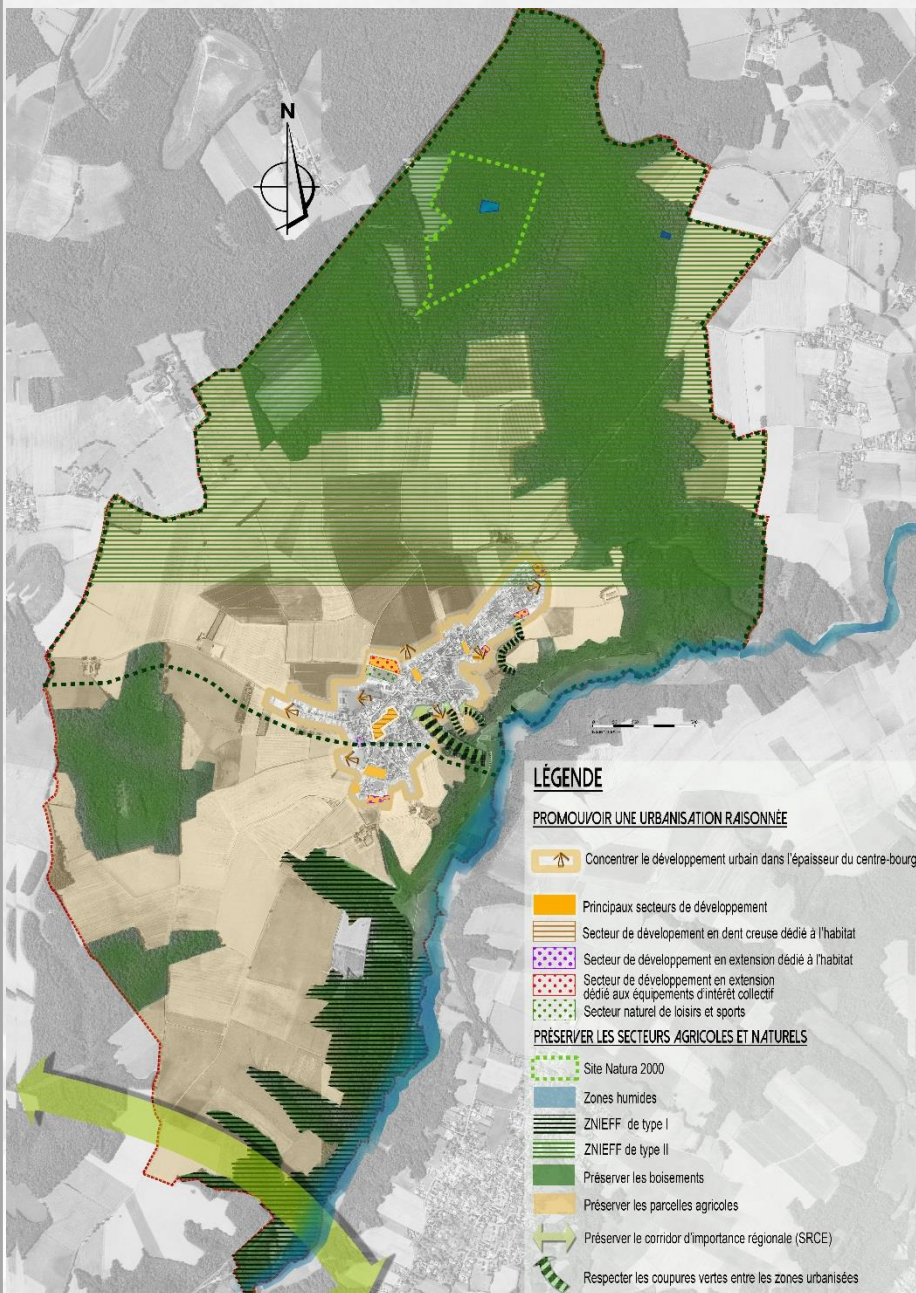 N
LÉGENDE
PROMOUVOIR UNE URBANISATION RAISONNÉE
Concentrer le développement urbain dans l'épaisseur du centre-bourg
Principaux secteurs de développement
Secteur de dévelopement en dent creuse dédié à l'habitat
Secteur de développement en extension dédié à l'habitat
Secteur de développement en extension
dédié aux équipements d'intérêt collectif
Secteur naturel de loisirs et sports
PRÉSERVER LES SECTEURS AGRICOLES ET NATURELS
Site Natura 2000
Zones humides
ZNIEFF de type I
ZNIEFF de type II
Préserver les boisements
Préserver les parcelles agricoles
Préserver le corridor d'importance régionale (SRCE)
Respecter les coupures vertes entre les zones urbanisées